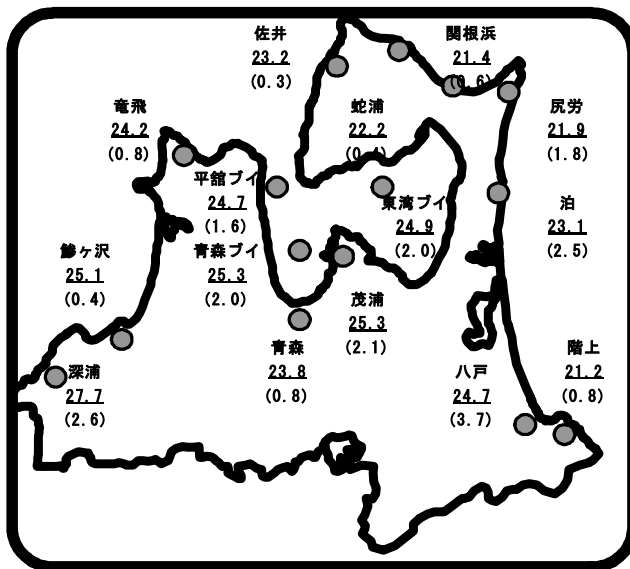 佐井
23.2
(0.3)
関根浜
21.4
(0.6)
竜飛
24.2
(0.8)
蛇浦
22.2
(0.4)
尻労
21.9
(1.8)
平舘ブイ
24.7
(1.6)
東湾ブイ
24.9
(2.0)
泊
23.1
(2.5)
鰺ヶ沢
25.1
(0.4)
青森ブイ
25.3
(2.0)
茂浦
25.3
(2.1)
深浦
27.7
(2.6)
青森
23.8
(0.8)
八戸
24.7
(3.7)
階上
21.2
(0.8)